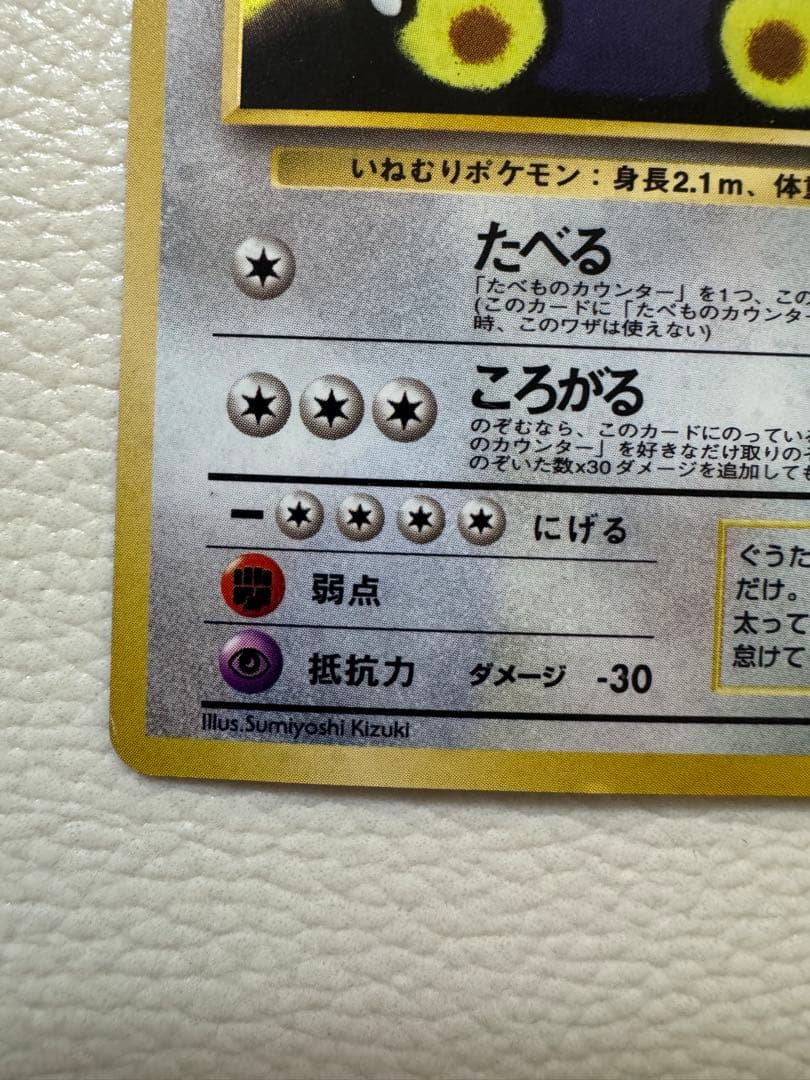 いねむりポケモン：身長2.1m、体重
たべる
「たべものカウンター」を1つ、この
(このカードに「たべものカウンター
時、このワザは使えない)
ころがる
のぞむなら、このカードにのってい
のカウンター」を好きなだけ取りの
のぞいた数x30ダメージを追加しても
にげる
弱点
抵抗力 ダメージ -30
ぐうた
だけ。
太って
怠けて
Illus.Sumiyoshi Kizuki